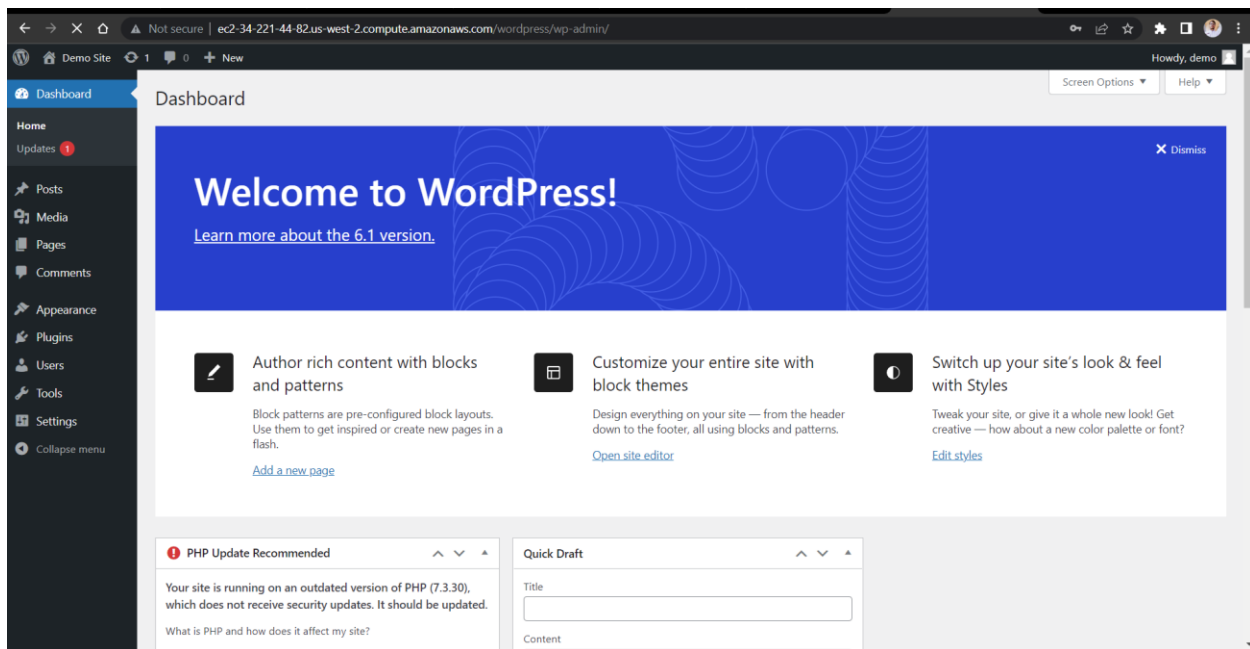 Not secure | ec2-34-221-44-82.us-west-2.compute.amazonaws.com/wordpress/wp-admin/
Demo Site 1 0 + New
Howdy, demo
Dashboard
Home
Updates 1
Posts
Media
Pages
Comments
Appearance
Plugins
Users
Tools
Settings
Collapse menu
Screen Options ▼
Help ▼
Dashboard
Dismiss
Welcome to WordPress!
Learn more about the 6.1 version.
Author rich content with blocks
and patterns
Block patterns are pre-configured block layouts.
Use them to get inspired or create new pages in a
flash.
Add a new page
Customize your entire site with
block themes
Design everything on your site — from the header
down to the footer, all using blocks and patterns.
Open site editor
Switch up your site’s look & feel
with Styles
Tweak your site, or give it a whole new look! Get
creative — how about a new color palette or font?
Edit styles
PHP Update Recommended
Your site is running on an outdated version of PHP (7.3.30),
which does not receive security updates. It should be updated.
What is PHP and how does it affect my site?
Quick Draft
Title
Content